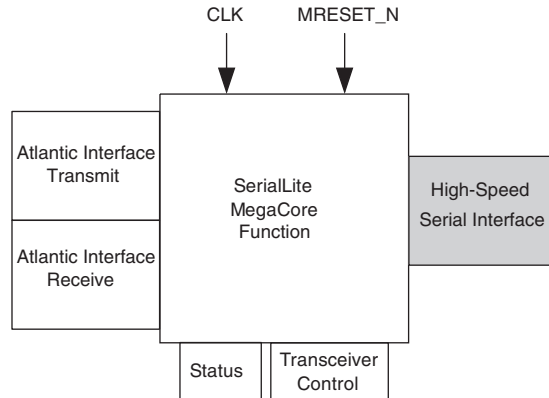 CLK
MRESET_N
Atlantic Interface
Transmit
Atlantic Interface
Receive
SerialLite
MegaCore
Function
High-Speed
Serial Interface
Status
Transceiver
Control